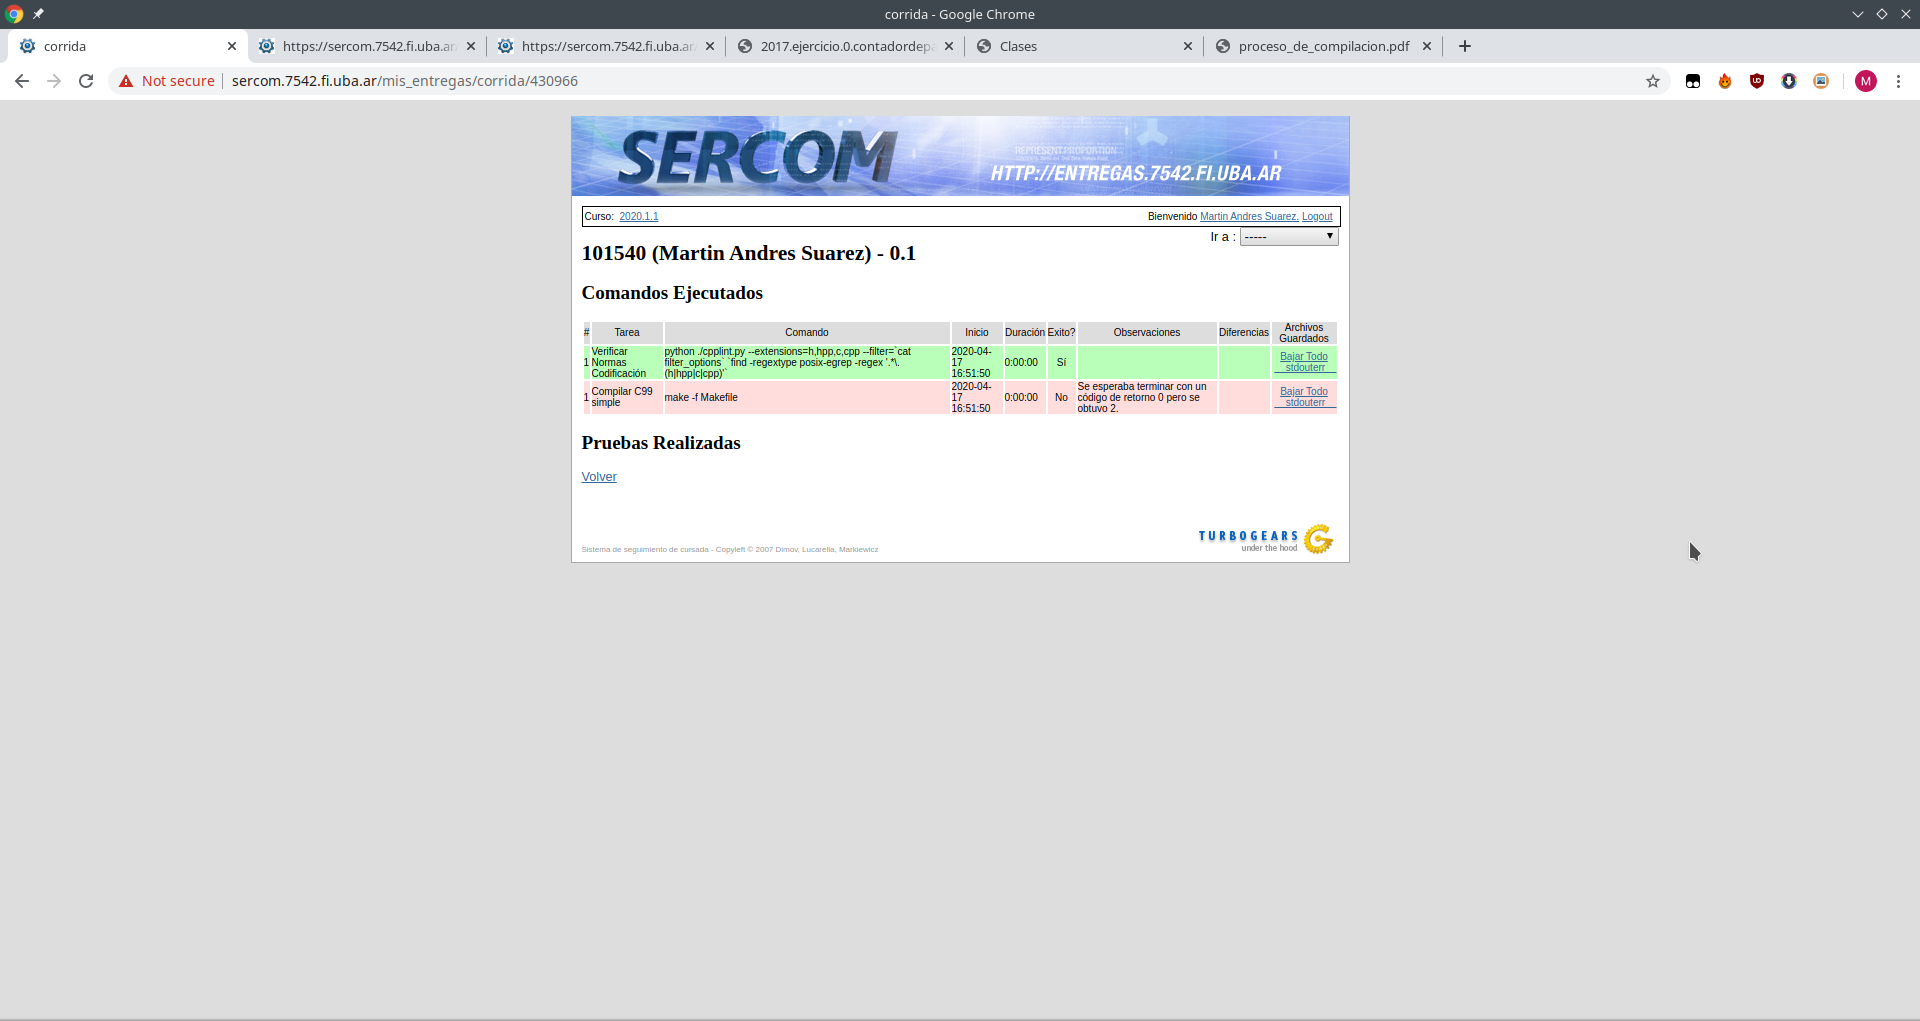 corrida - Google Chrome
corrida
https://sercom.7542.fi.uba.ar
https://sercom.7542.fi.uba.ar
2017.ejercicio.0.contadordepa
Clases
proceso_de_compilacion.pdf
Not secure
sercom.7542.fi.uba.ar/mis_entregas/corrida/430966
M
SERCOM
REPRESENT.PROPORTION
HTTP://ENTREGAS.7542.FI.UBA.AR
Curso: 2020.1.1
Bienvenido Martin Andres Suarez. Logout
Ir a : -----
101540 (Martin Andres Suarez) - 0.1
Comandos Ejecutados
# Tarea Comando Inicio Duración Exito? Observaciones Diferencias Archivos
Guardados
1
Verificar
Normas
Codificación
python ./cpplint.py --extensions=h,hpp,c,cpp --filter=`cat
filter_options` `find -regextype posix-egrep -regex '.*\.
(h|hpp|c|cpp)'`
2020-04-
17
16:51:50
0:00:00
Sí
Bajar Todo
stdouterr
1
Compilar C99
simple
make -f Makefile
2020-04-
17
16:51:50
0:00:00
No
Se esperaba terminar con un
código de retorno 0 pero se
obtuvo 2.
Bajar Todo
stdouterr
Pruebas Realizadas
Volver
TURBOGEARS
under the hood
Sistema de seguimiento de cursada - Copyleft © 2007 Dimov, Lucarella, Markiewicz